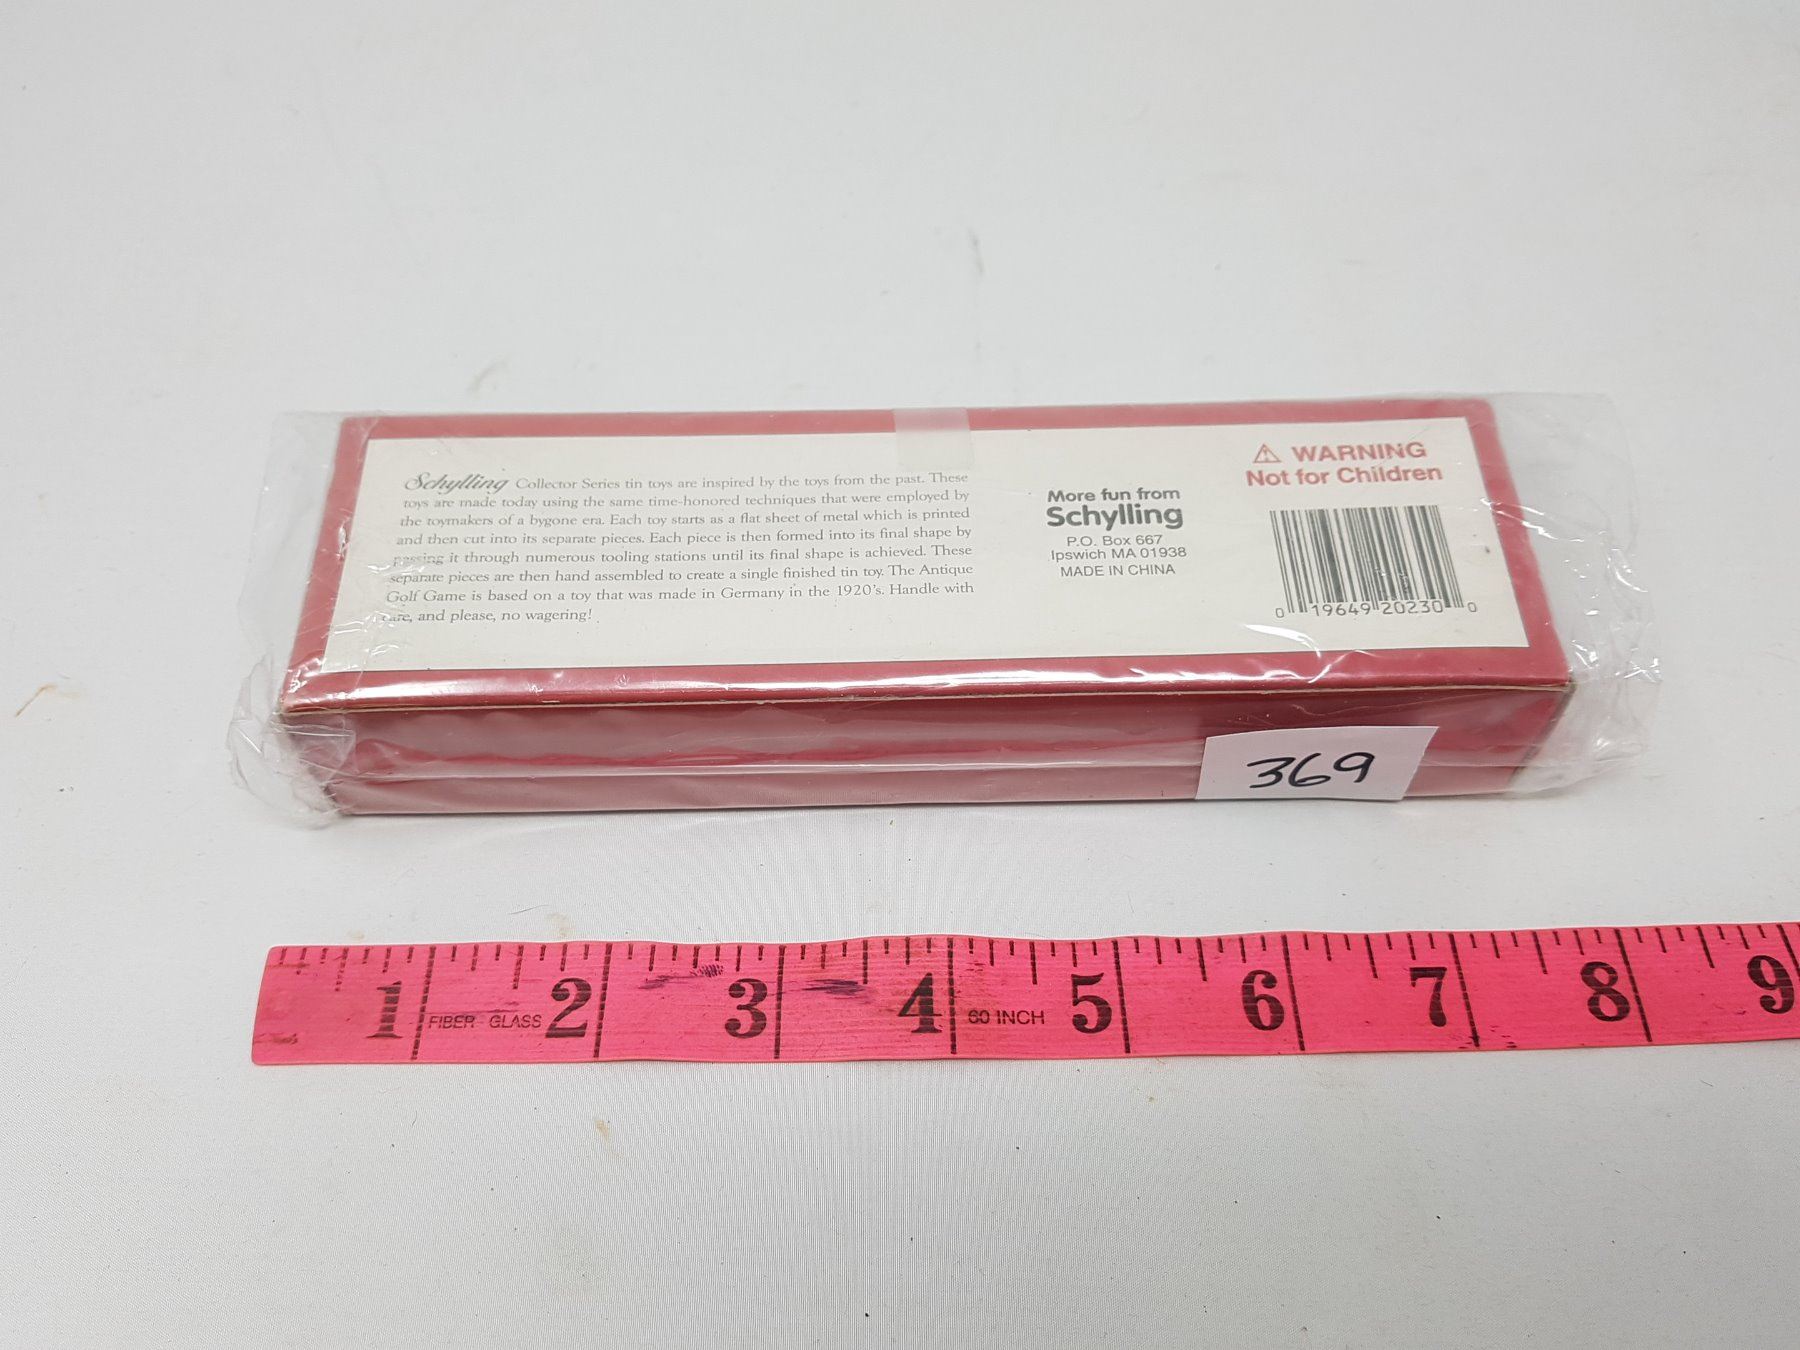 Schylling Collector Series tin toys are inspired by the toys from the past. These
toys are made today using the same time-honored techniques that were employed by
the toymakers of a bygone era. Each toy starts as a flat sheet of metal which is printed
and then cut into its separate pieces. Each piece is then formed into its final shape by
passing it through numerous tooling stations until its final shape is achieved. These
separate pieces are then hand assembled to create a single finished tin toy. The Antique
Golf Game is based on a toy that was made in Germany in the 1920's. Handle with
care, and please, no wagering!
More fun from
Schylling
P.O. Box 667
Ipswich MA 01938
MADE IN CHINA
WARNING
Not for Children
0 19649 20230 0
369
1 FIBER GLASS 2 3 4 60 INCH 5 6 7 8 9